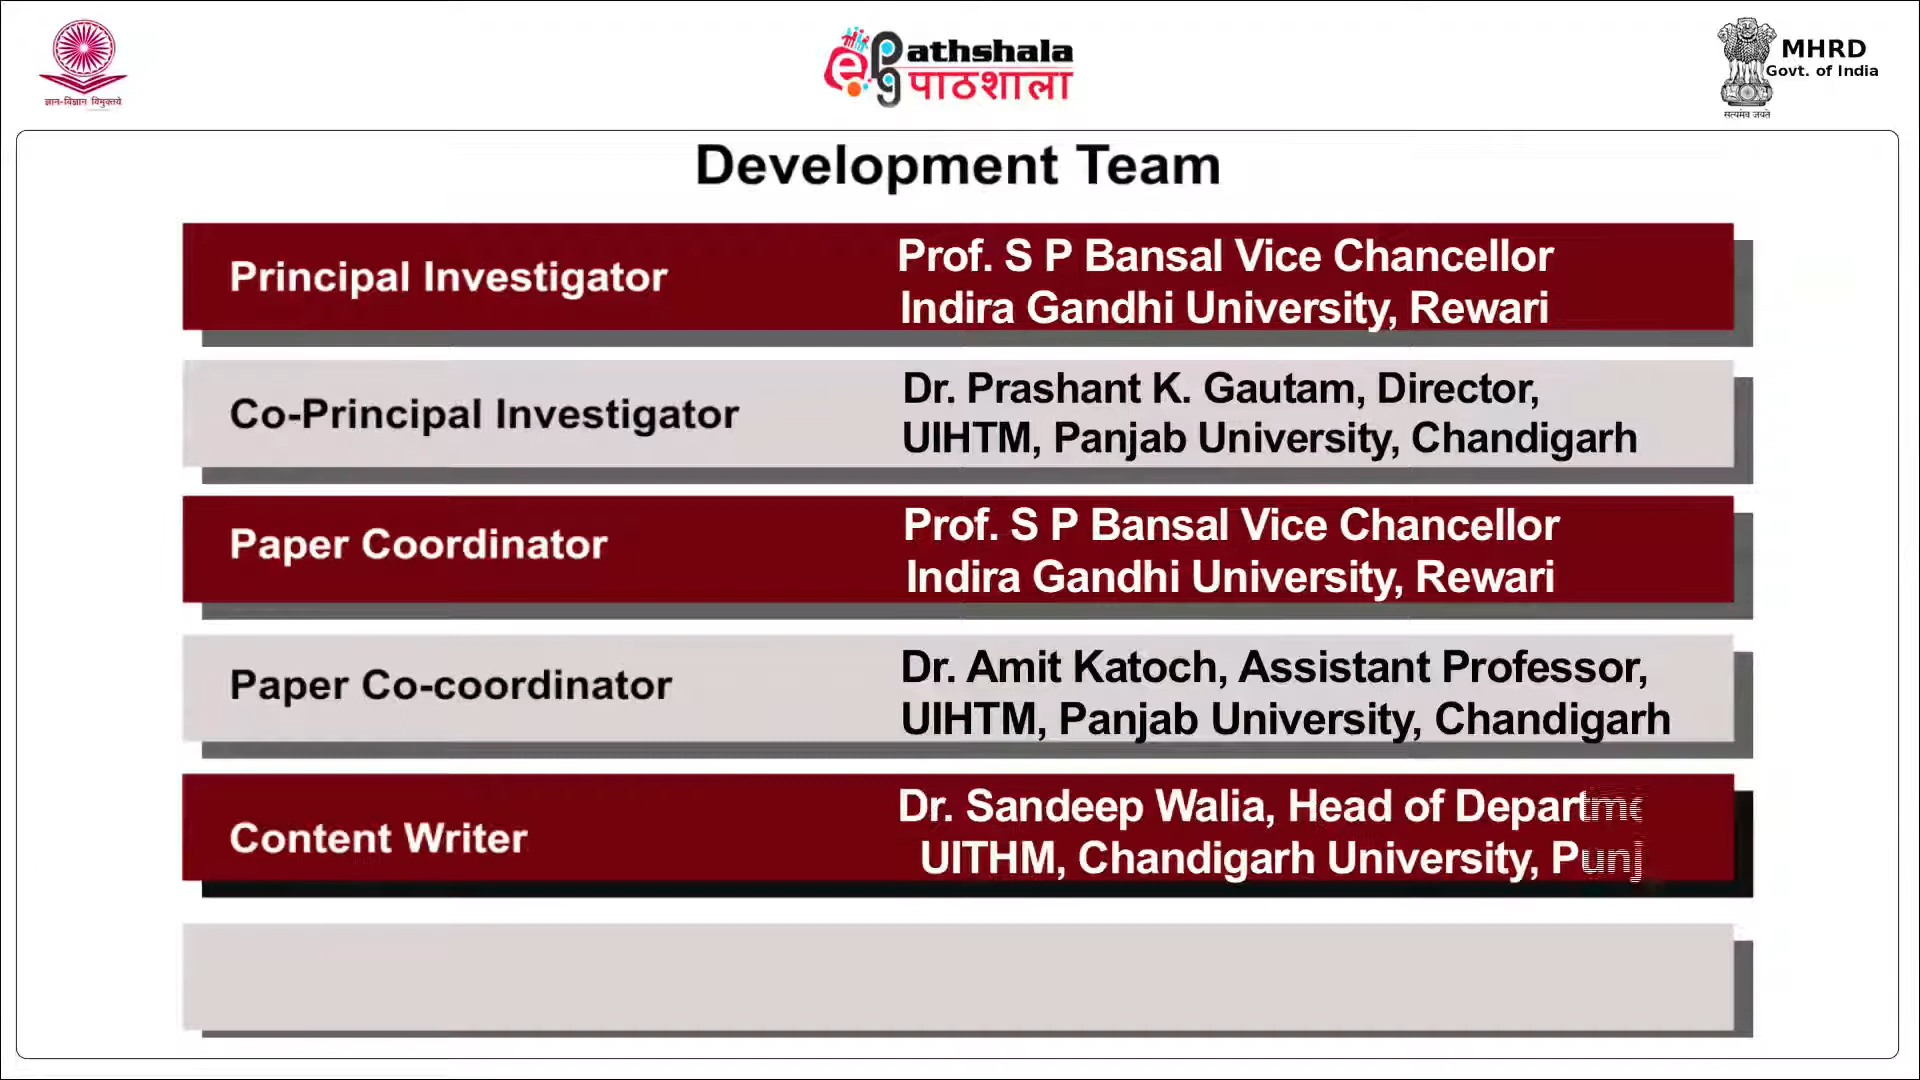 ज्ञान-विज्ञान विमुक्तये
ePathshala
पाठशाला
MHRD
Govt. of India
सत्यमेव जयते
Development Team
Principal Investigator
Prof. S P Bansal Vice Chancellor
Indira Gandhi University, Rewari
Co-Principal Investigator
Dr. Prashant K. Gautam, Director,
UIHTM, Panjab University, Chandigarh
Paper Coordinator
Prof. S P Bansal Vice Chancellor
Indira Gandhi University, Rewari
Paper Co-coordinator
Dr. Amit Katoch, Assistant Professor,
UIHTM, Panjab University, Chandigarh
Content Writer
Dr. Sandeep Walia, Head of
UITHM, Chandigarh University,